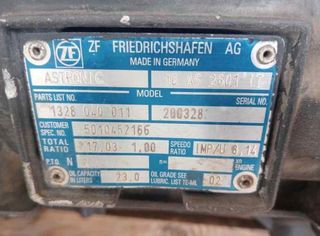 ZF FRIEDRICHSHAFEN AG
MADE IN GERMANY
ASTRONIC
MODEL
PARTS LIST NO. SERIAL NO.
1328 040 011 200328
CUSTOMER SPEC. NO. 5010452166
TOTAL RATIO 17,03- 1,00 SPEEDO RATIO IMP/U 6,14
P.T.O. N n= xn ENGINE
OIL CAPACITY IN LITERS 23,0 OIL GRADE SEE LUBRIC. LIST TE-ML 02